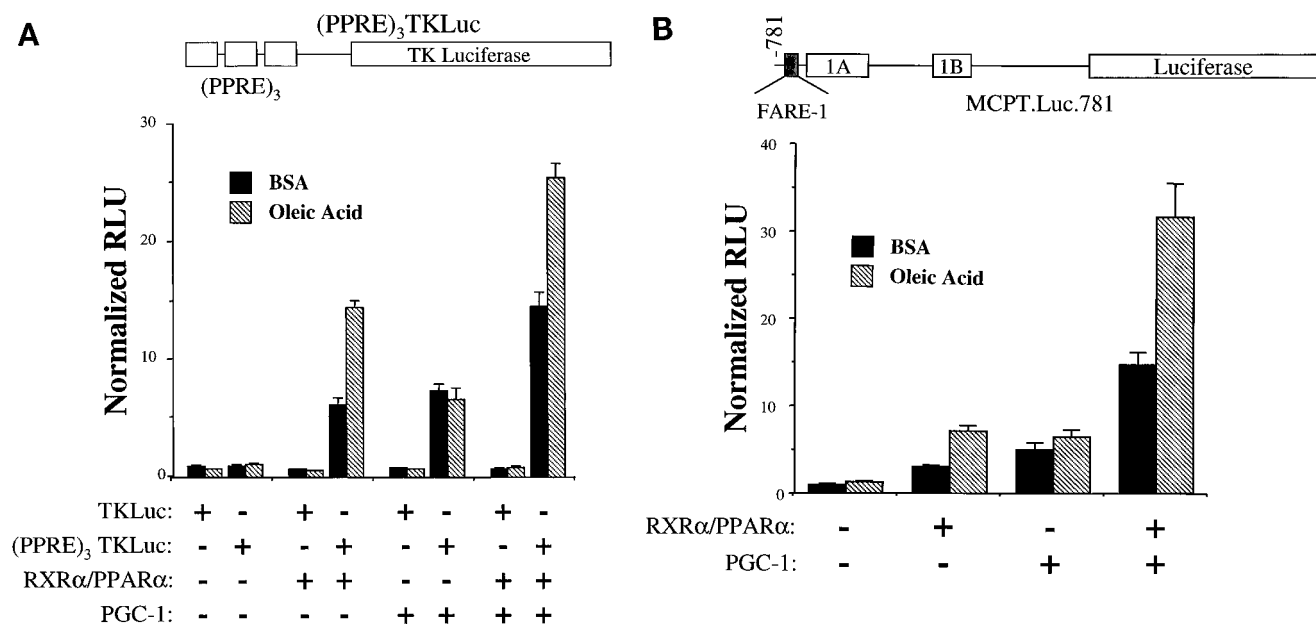 A
(PPRE)3TKLuc
TK Luciferase
(PPRE)3
Normalized RLU
30
20
10
0
BSA
Oleic Acid
TKLuc: + - + - + - + -
(PPRE)3 TKLuc: - + - + - + - +
RXRα/PPARα: - - + + - - + +
PGC-1: - - - - + + + +
B
-781
1A
1B
Luciferase
FARE-1
MCPT.Luc.781
Normalized RLU
40
30
20
10
0
BSA
Oleic Acid
RXRα/PPARα: - + - +
PGC-1: - - + +